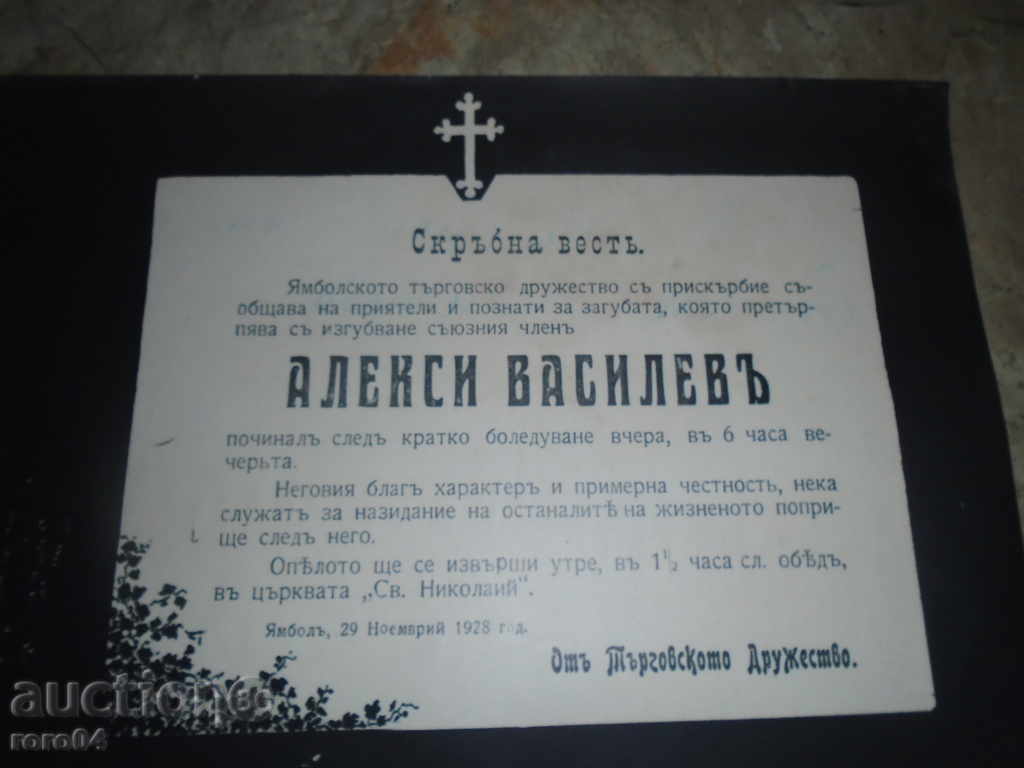 Скръбна весть.
Ямболското търговско дружество съ прискърбие съ-
общава на приятели и познати за загубата, която претър-
пява съ изгубване съюзния членъ
АЛЕКСИ ВАСИЛЕВЪ
починалъ следъ кратко боледуване вчера, въ 6 часа ве-
черьта.
Неговия благъ характеръ и примерна честность, нека
служатъ за назидание на останалитѣ на жизненото попри-
ще следъ него.
Опѣлото ще се извърши утре, въ 1½ часа сл. обѣдъ,
въ църквата „Св. Николаий".
Ямболъ, 29 Ноемврий 1928 год.
Отъ Търговското Дружество.
auction
roro04